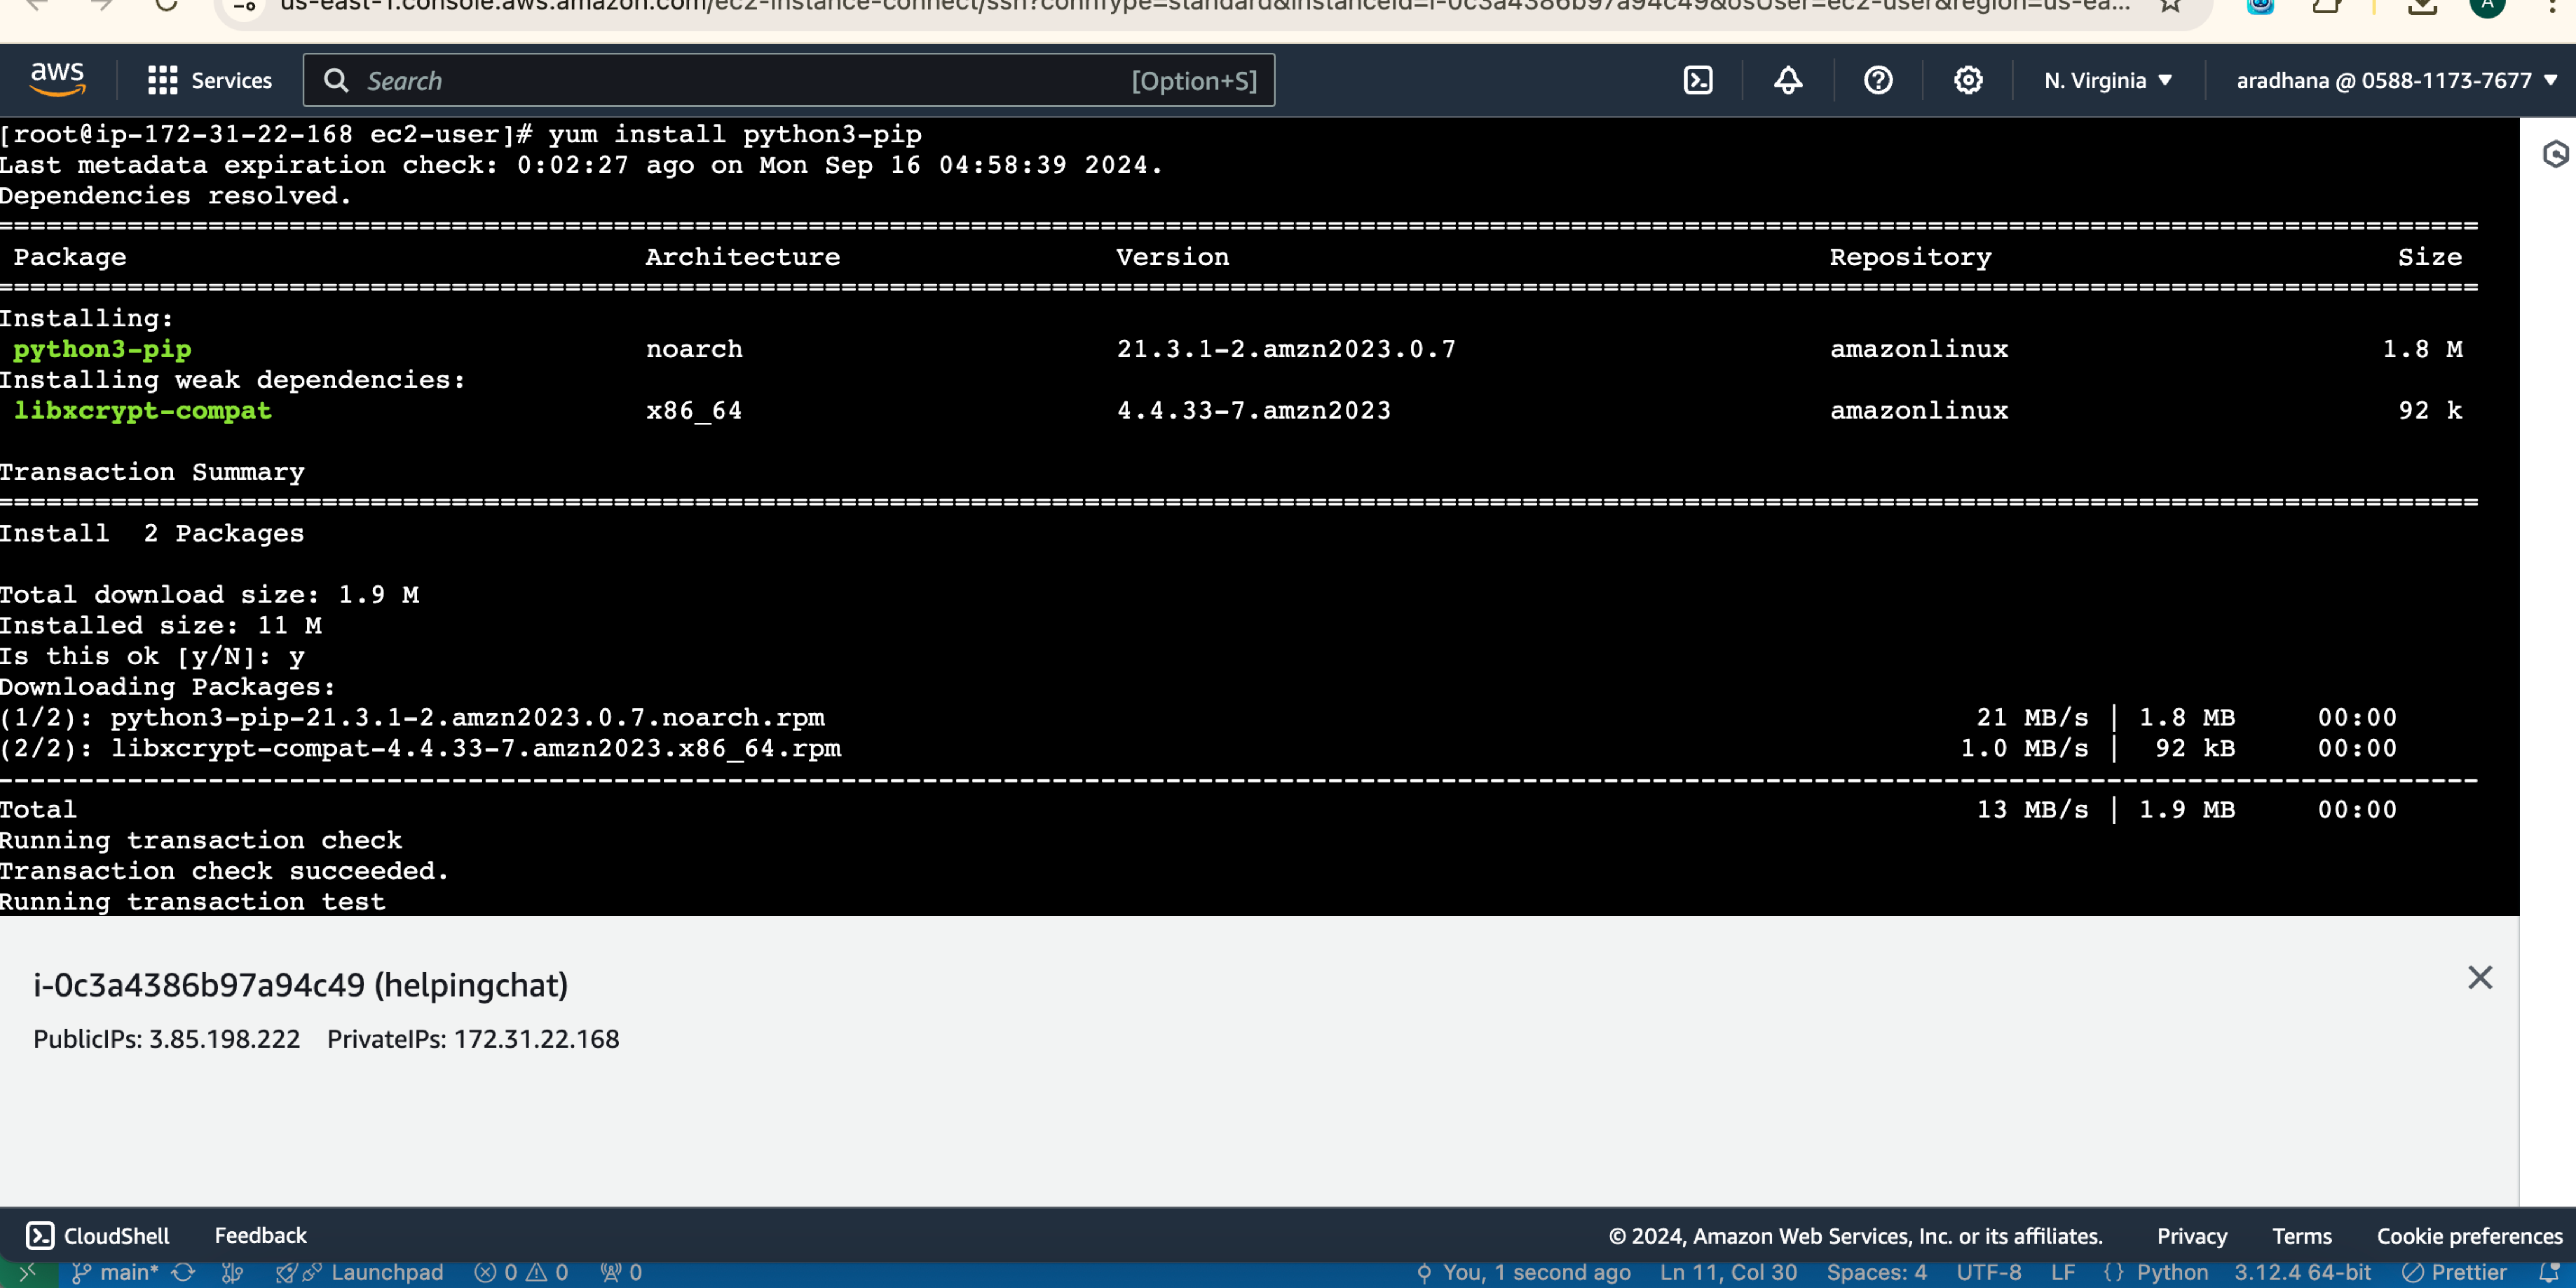 us-east-1.console.aws.amazon.com/ec2-instance-connect/ssh?connType=standard&instanceId=i-0c3a4386b97a94c49&osUser=ec2-user&region=us-ea...
A
aws Services Search [Option+S] N. Virginia aradhana @ 0588-1173-7677
[root@ip-172-31-22-168 ec2-user]# yum install python3-pip
Last metadata expiration check: 0:02:27 ago on Mon Sep 16 04:58:39 2024.
Dependencies resolved.
Package Architecture Version Repository Size
Installing:
python3-pip noarch 21.3.1-2.amzn2023.0.7 amazonlinux 1.8 M
Installing weak dependencies:
libxcrypt-compat x86_64 4.4.33-7.amzn2023 amazonlinux 92 k
Transaction Summary
Install 2 Packages
Total download size: 1.9 M
Installed size: 11 M
Is this ok [y/N]: y
Downloading Packages:
(1/2): python3-pip-21.3.1-2.amzn2023.0.7.noarch.rpm 21 MB/s | 1.8 MB 00:00
(2/2): libxcrypt-compat-4.4.33-7.amzn2023.x86_64.rpm 1.0 MB/s | 92 kB 00:00
Total 13 MB/s | 1.9 MB 00:00
Running transaction check
Transaction check succeeded.
Running transaction test
i-0c3a4386b97a94c49 (helpingchat)
PublicIPs: 3.85.198.222 PrivateIPs: 172.31.22.168
CloudShell Feedback © 2024, Amazon Web Services, Inc. or its affiliates. Privacy Terms Cookie preferences
main* Launchpad 0 0 0 You, 1 second ago Ln 11, Col 30 Spaces: 4 UTF-8 LF {} Python 3.12.4 64-bit Prettier